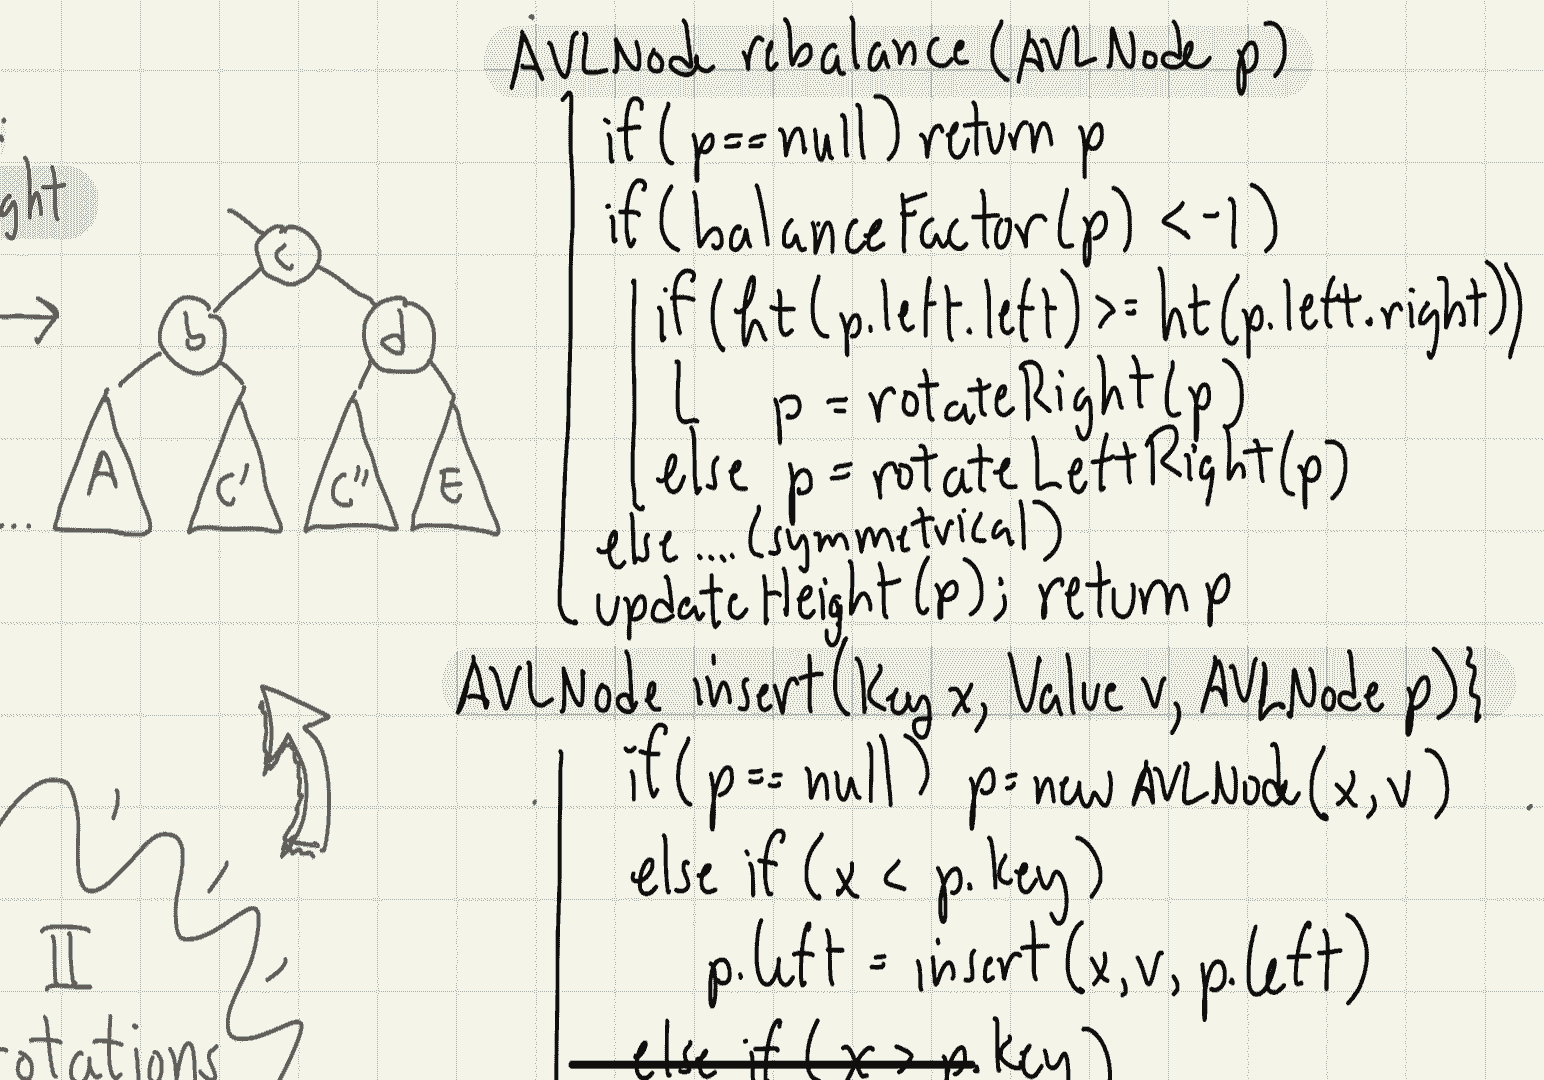 AVLNode rebalance (AVLNode p)
if (p==null) return p
if (balanceFactor(p) < -1)
if (ht(p.left.left) >= ht(p.left.right))
p = rotateRight(p)
else p = rotateLeftRight(p)
else .... (symmetrical)
updateHeight(p); return p
AVLNode insert(Key x, Value v, AVLNode p){
if (p == null) p = new AVLNode(x, v)
else if (x < p.key)
p.left = insert(x, v, p.left)
else if (x > p.key)
ght
c
b
d
A
C'
C"
E
...
II
otations